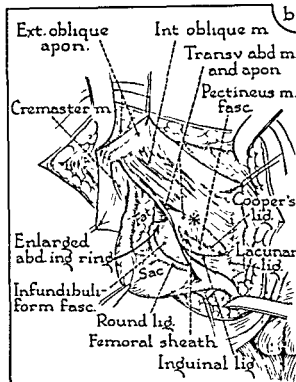 b
Ext. oblique
apon.
Int oblique m
Transv abd m.
and apon
Pectineus m.
fasc.
Cremaster m.
Cooper's
lig.
Lacunar
lig.
Enlarged
abd ing ring
Sac
Infundibuli-
form fasc.
Round lig.
Femoral sheath
Inguinal lig